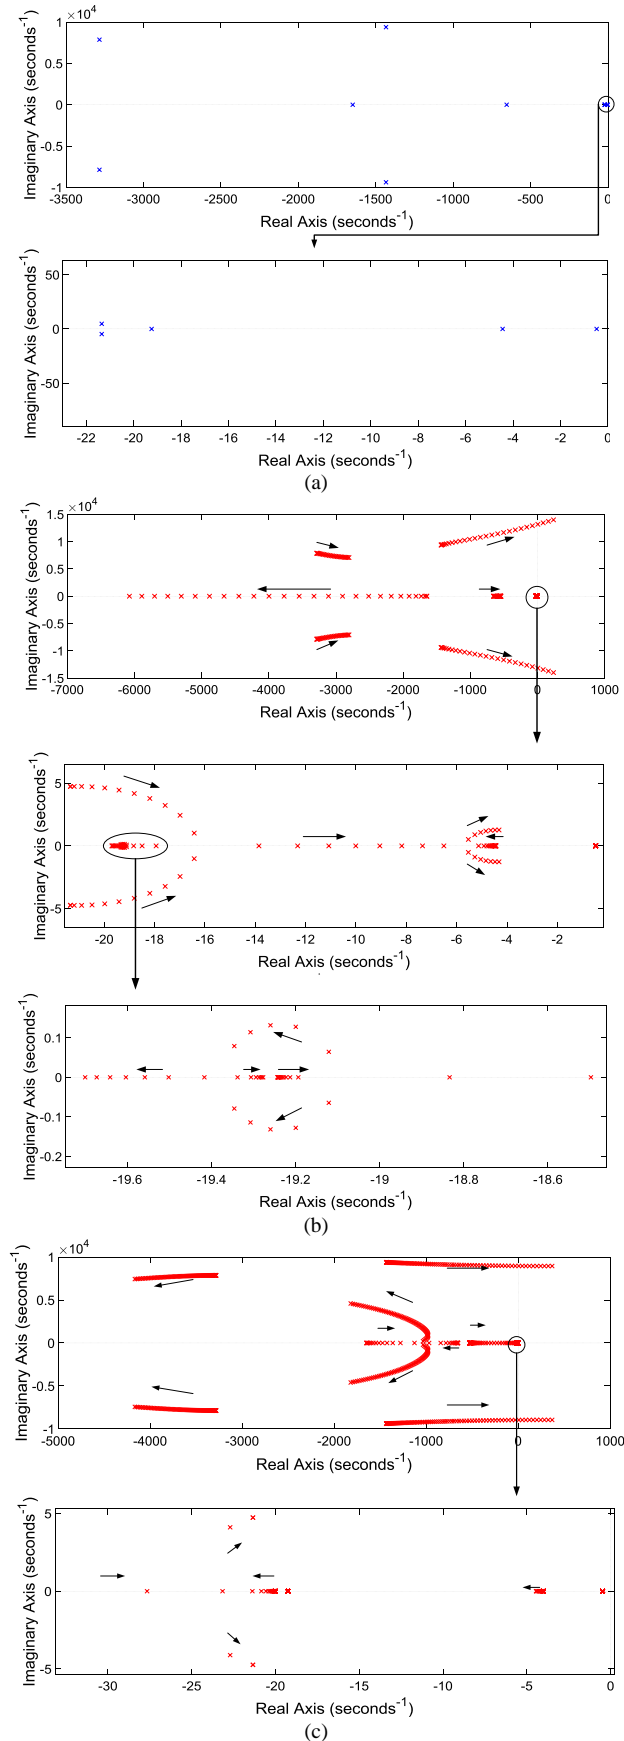 ×10⁴
1
0.5
0
-0.5
-1
Imaginary Axis (seconds⁻¹)
-3500 -3000 -2500 -2000 -1500 -1000 -500 0
Real Axis (seconds⁻¹)
50
0
-50
Imaginary Axis (seconds⁻¹)
-22 -20 -18 -16 -14 -12 -10 -8 -6 -4 -2 0
Real Axis (seconds⁻¹)
(a)
×10⁴
1.5
1
0.5
0
-0.5
-1
-1.5
Imaginary Axis (seconds⁻¹)
-7000 -6000 -5000 -4000 -3000 -2000 -1000 0 1000
Real Axis (seconds⁻¹)
5
0
-5
Imaginary Axis (seconds⁻¹)
-20 -18 -16 -14 -12 -10 -8 -6 -4 -2
Real Axis (seconds⁻¹)
0.1
0
-0.1
-0.2
Imaginary Axis (seconds⁻¹)
-19.6 -19.4 -19.2 -19 -18.8 -18.6
Real Axis (seconds⁻¹)
(b)
×10⁴
1
0.5
0
-0.5
-1
Imaginary Axis (seconds⁻¹)
-5000 -4000 -3000 -2000 -1000 0 1000
Real Axis (seconds⁻¹)
5
0
-5
Imaginary Axis (seconds⁻¹)
-30 -25 -20 -15 -10 -5 0
Real Axis (seconds⁻¹)
(c)